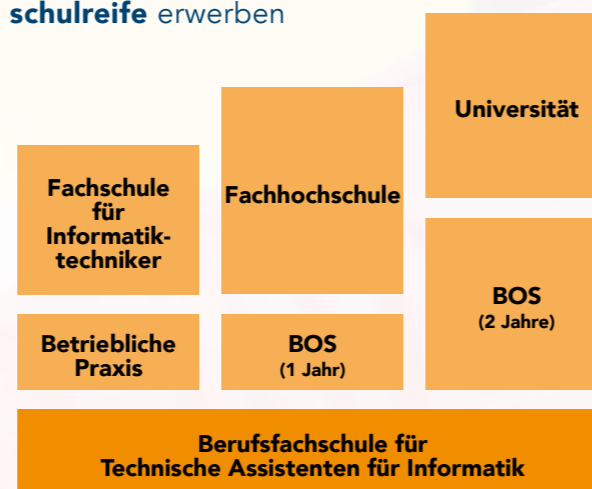 schulreife erwerben
Universität
Fachschule
für
Informatik-
techniker
Fachhochschule
BOS
(2 Jahre)
Betriebliche
Praxis
BOS
(1 Jahr)
Berufsfachschule für
Technische Assistenten für Informatik